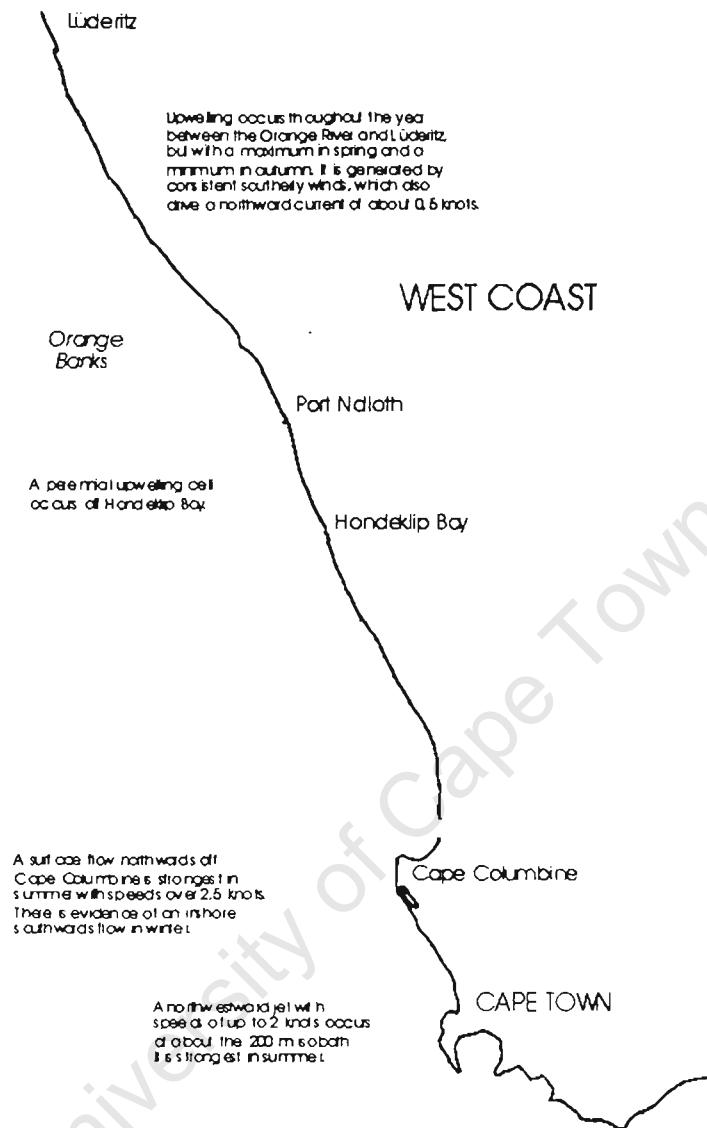 Lüderitz
Upwelling occurs throughout the year
between the Orange River and Lüderitz,
but with a maximum in spring and a
minimum in autumn. It is generated by
consistent southerly winds, which also
drive a northward current of about 0,5 knots.
WEST COAST
Orange
Banks
Port Nolloth
A perennial upwelling cell
occurs off Hondeklip Bay.
Hondeklip Bay
A surface flow northwards off
Cape Columbine is strongest in
summer with speeds over 2.5 knots.
There is evidence of an inshore
southwards flow in winter.
Cape Columbine
A northwestward jet with
speeds of up to 2 knots occurs
at about the 200 m isobath
It is strongest in summer.
CAPE TOWN
University of Cape Town